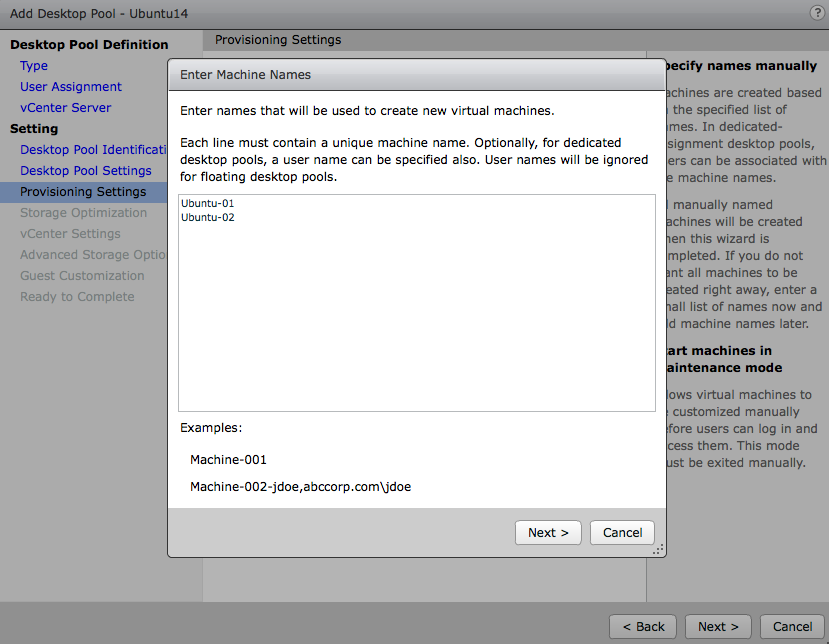 Add Desktop Pool - Ubuntu14
?
Desktop Pool Definition
Type
User Assignment
vCenter Server
Setting
Desktop Pool Identificati
Desktop Pool Settings
Provisioning Settings
Storage Optimization
vCenter Settings
Advanced Storage Optio
Guest Customization
Ready to Complete
Provisioning Settings
Enter Machine Names
Enter names that will be used to create new virtual machines.
Each line must contain a unique machine name. Optionally, for dedicated
desktop pools, a user name can be specified also. User names will be ignored
for floating desktop pools.
Ubuntu-01
Ubuntu-02
Examples:
Machine-001
Machine-002-jdoe,abccorp.com\jdoe
Next >
Cancel
pecify names manually
achines are created based
the specified list of
mes. In dedicated-
signment desktop pools,
ers can be associated with
e machine names.
manually named
achines will be created
hen this wizard is
mpleted. If you do not
ant all machines to be
eated right away, enter a
nall list of names now and
d machine names later.
art machines in
aintenance mode
lows virtual machines to
e customized manually
efore users can log in and
cess them. This mode
ust be exited manually.
< Back
Next >
Cancel